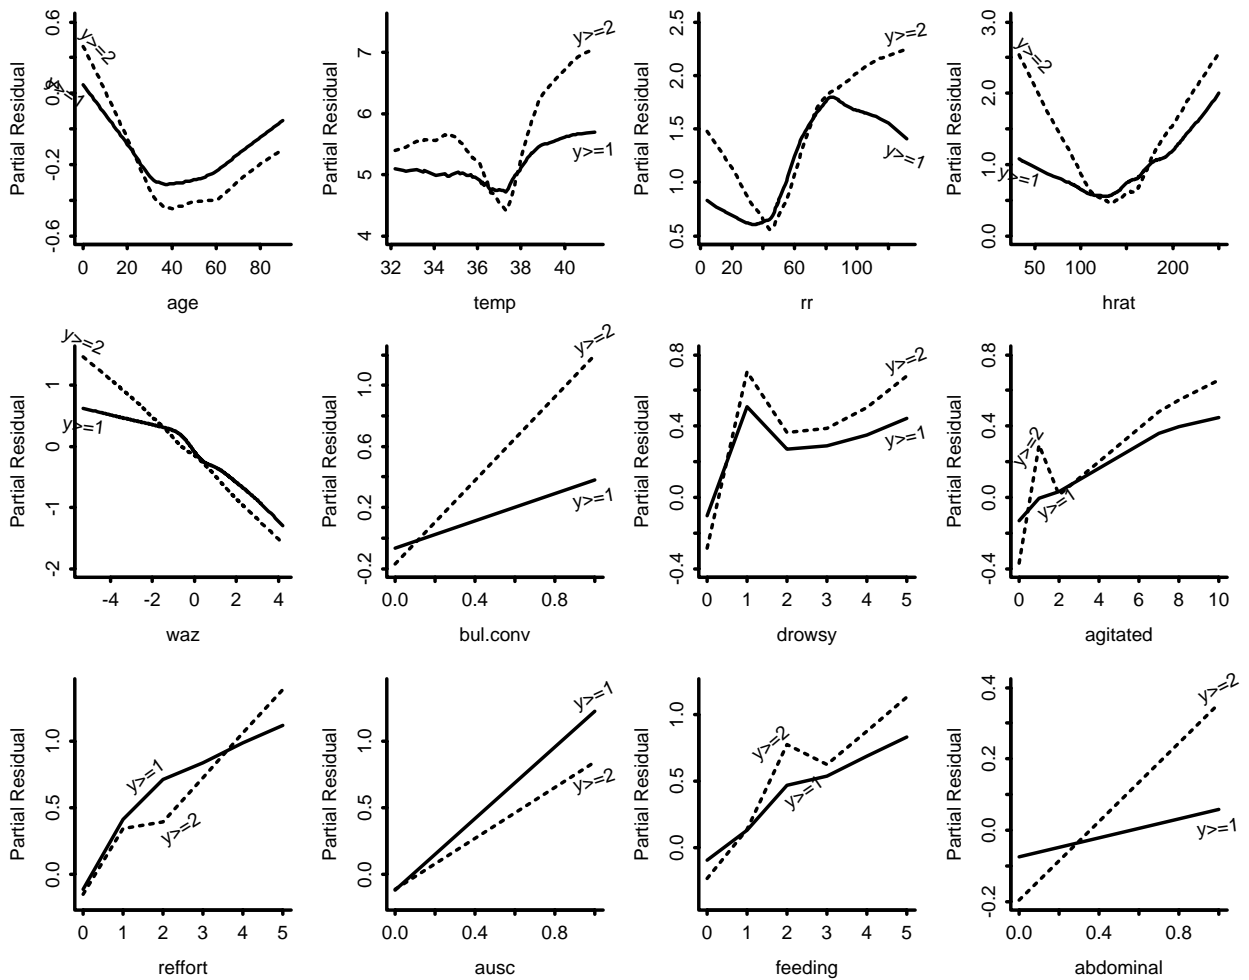 Partial Residual
0.6
0.2
-0.2
-0.6
y>=2
y>=1
0 20 40 60 80
age
Partial Residual
7
6
5
4
y>=2
y>=1
32 34 36 38 40
temp
Partial Residual
2.5
2.0
1.5
1.0
0.5
y>=2
y>=1
0 20 60 100
rr
Partial Residual
3.0
2.0
1.0
0.0
y>=2
y>=1
50 100 200
hrat
Partial Residual
1
0
-1
-2
y>=2
y>=1
-4 -2 0 2 4
waz
Partial Residual
1.0
0.6
0.2
-0.2
y>=2
y>=1
0.0 0.4 0.8
bul.conv
Partial Residual
0.8
0.4
0.0
-0.4
y>=2
y>=1
0 1 2 3 4 5
drowsy
Partial Residual
0.8
0.4
0.0
-0.4
y>=2
y>=1
0 2 4 6 8 10
agitated
Partial Residual
1.0
0.5
0.0
y>=1
y>=2
0 1 2 3 4 5
reffort
Partial Residual
1.0
0.5
0.0
y>=1
y>=2
0.0 0.4 0.8
ausc
Partial Residual
1.0
0.5
0.0
y>=2
y>=1
0 1 2 3 4 5
feeding
Partial Residual
0.4
0.2
0.0
-0.2
y>=2
y>=1
0.0 0.4 0.8
abdominal